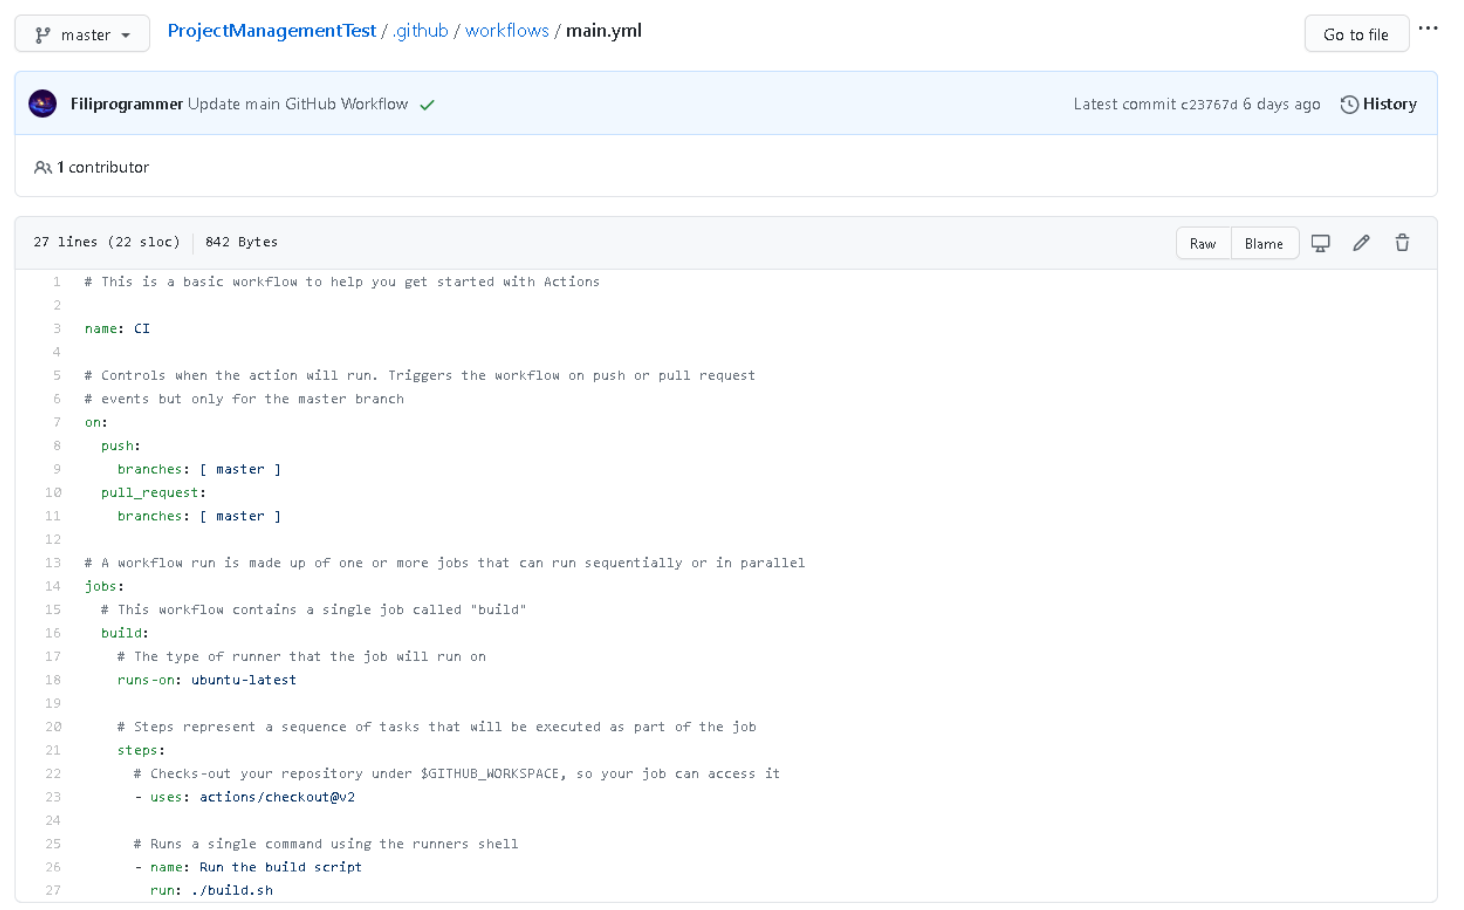 master ProjectManagementTest / .github / workflows / main.yml Go to file ...
Filiprogrammer Update main GitHub Workflow ✓ Latest commit c23767d 6 days ago History
1 contributor
27 lines (22 sloc) 842 Bytes Raw Blame
1 # This is a basic workflow to help you get started with Actions
2
3 name: CI
4
5 # Controls when the action will run. Triggers the workflow on push or pull request
6 # events but only for the master branch
7 on:
8   push:
9     branches: [ master ]
10   pull_request:
11     branches: [ master ]
12
13 # A workflow run is made up of one or more jobs that can run sequentially or in parallel
14 jobs:
15   # This workflow contains a single job called "build"
16   build:
17     # The type of runner that the job will run on
18     runs-on: ubuntu-latest
19
20     # Steps represent a sequence of tasks that will be executed as part of the job
21     steps:
22       # Checks-out your repository under $GITHUB_WORKSPACE, so your job can access it
23       - uses: actions/checkout@v2
24
25       # Runs a single command using the runners shell
26       - name: Run the build script
27         run: ./build.sh